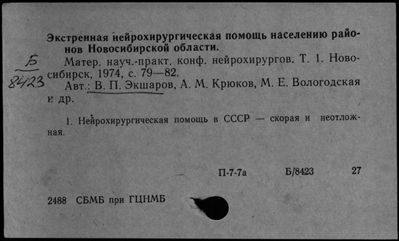 Экстренная нейрохирургическая помощь населению райо-
нов Новосибирской области.
Б
8423
Матер. науч.-практ. конф. нейрохирургов. Т. 1. Ново-
сибирск, 1974, с. 79—82.
Авт.: В. П. Экшаров, А. М. Крюков, М. Е. Вологодская
и др.
1. Нейрохирургическая помощь в СССР — скорая и неотлож-
ная.
П-7-7а Б/8423 27
2488 СБМБ при ГЦНМБ